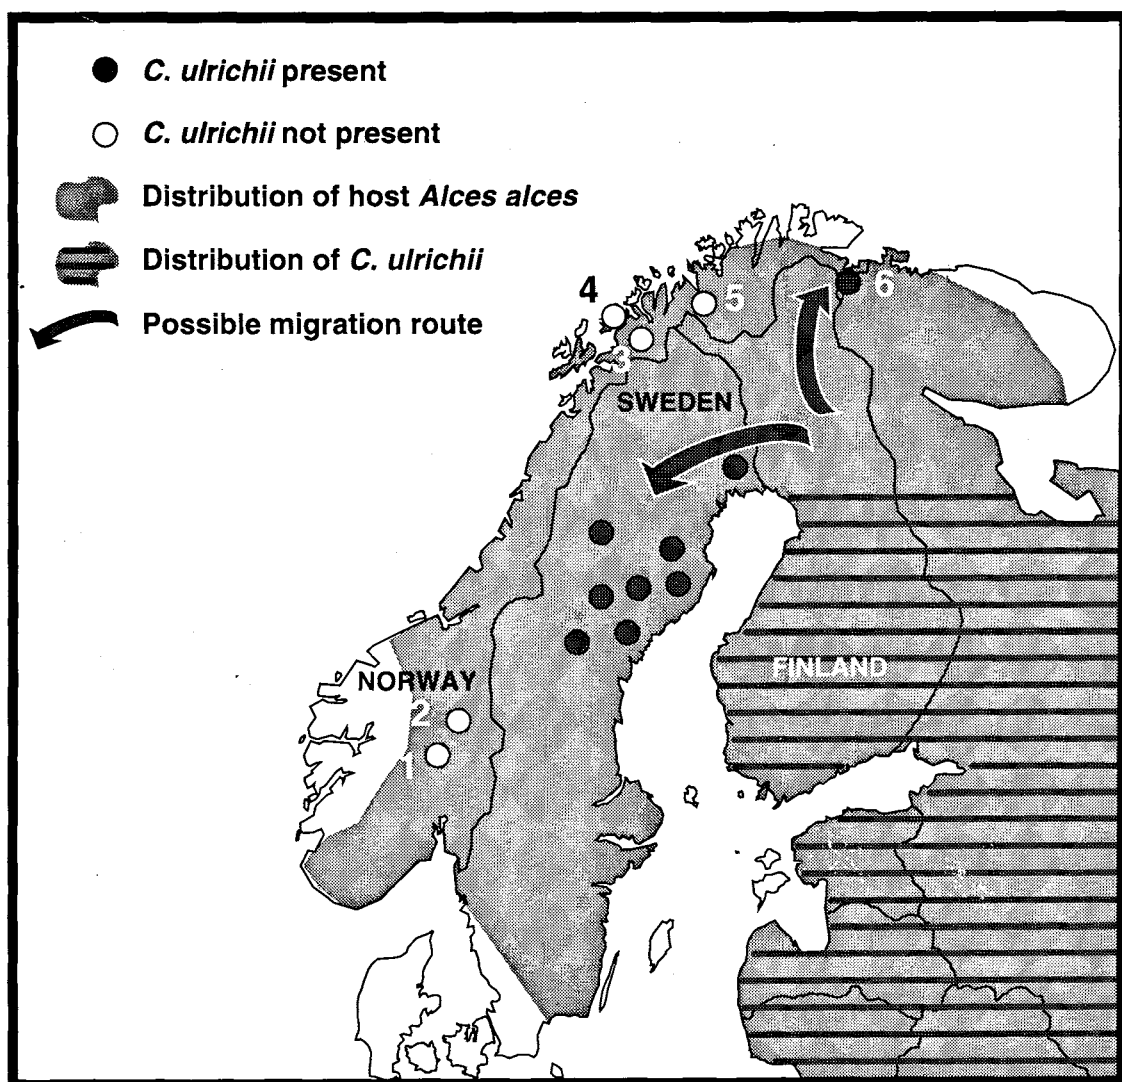 C. ulrichii present
C. ulrichii not present
Distribution of host Alces alces
Distribution of C. ulrichii
Possible migration route
4
5
6
3
SWEDEN
FINLAND
NORWAY
2
1